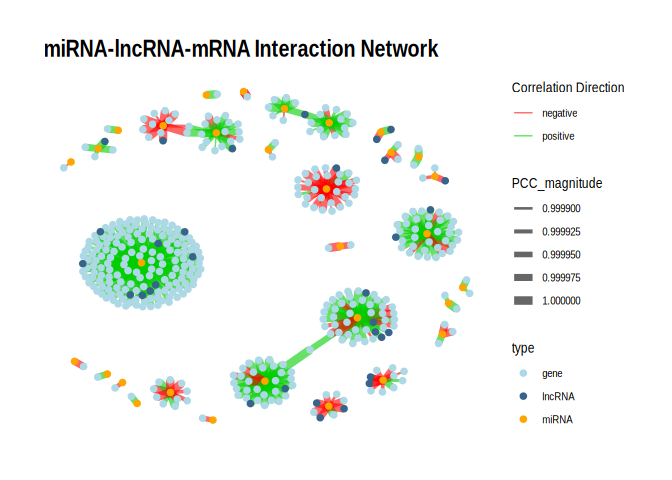 miRNA-lncRNA-mRNA Interaction Network
Correlation Direction
negative
positive
PCC_magnitude
0.999900
0.999925
0.999950
0.999975
1.000000
type
gene
lncRNA
miRNA